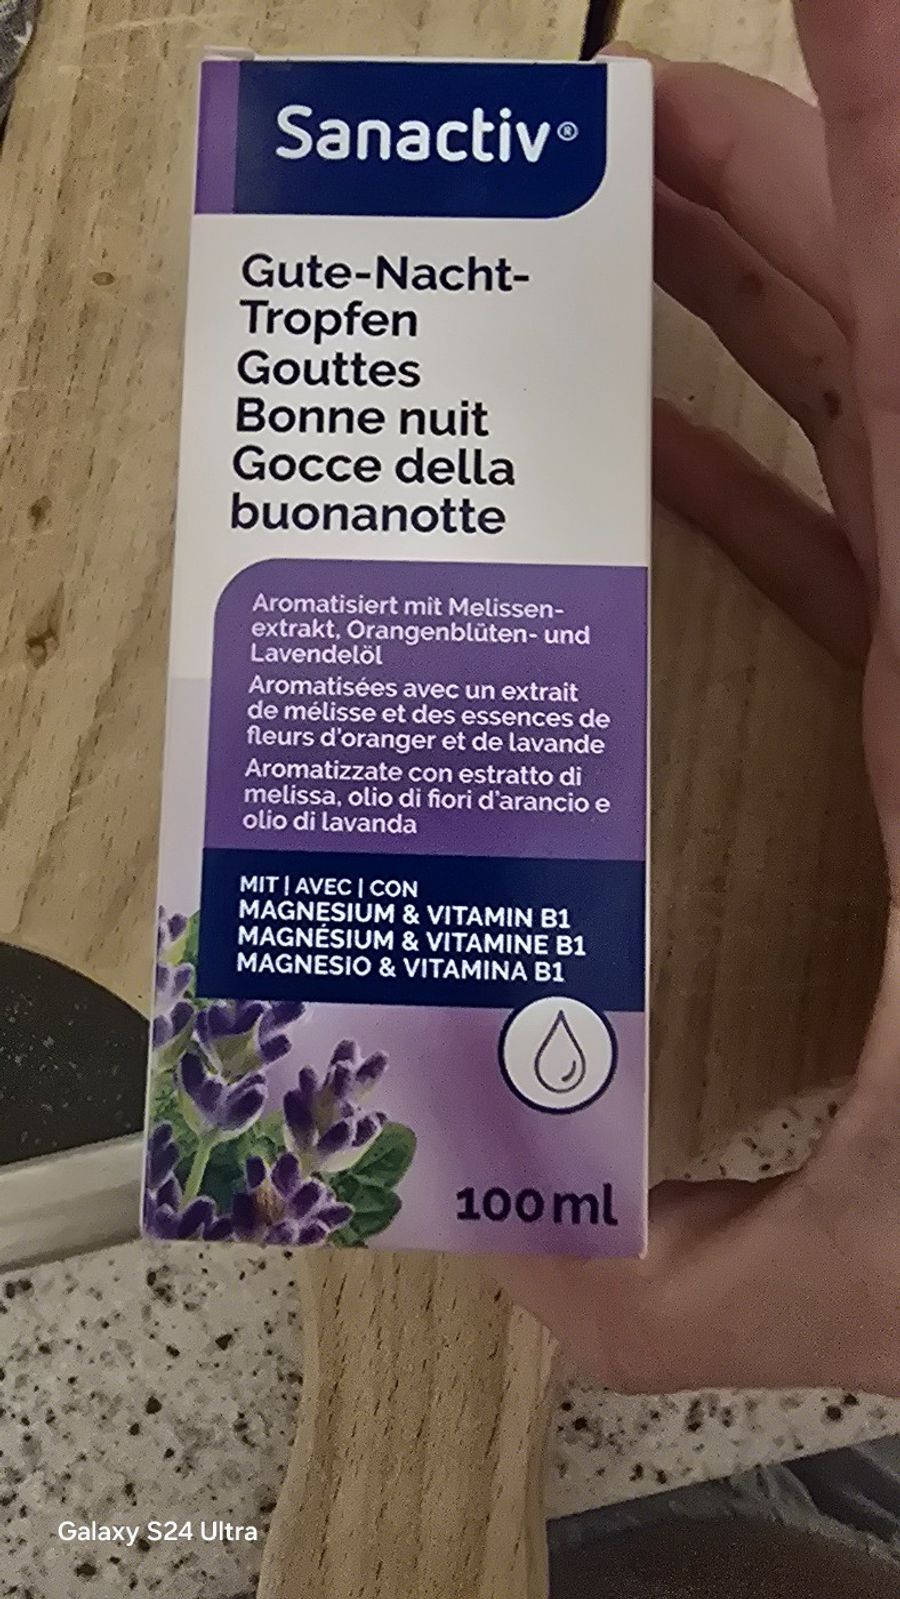 Sanactiv®
Gute-Nacht-
Tropfen
Gouttes
Bonne nuit
Gocce della
buonanotte
Aromatisiert mit Melissen-
extrakt, Orangenblüten- und
Lavendelöl
Aromatisées avec un extrait
de mélisse et des essences de
fleurs d'oranger et de lavande
Aromatizzate con estratto di
melissa, olio di fiori d'arancio e
olio di lavanda
MIT | AVEC | CON
MAGNESIUM & VITAMIN B1
MAGNÉSIUM & VITAMINE B1
MAGNESIO & VITAMINA B1
100 ml
Galaxy S24 Ultra